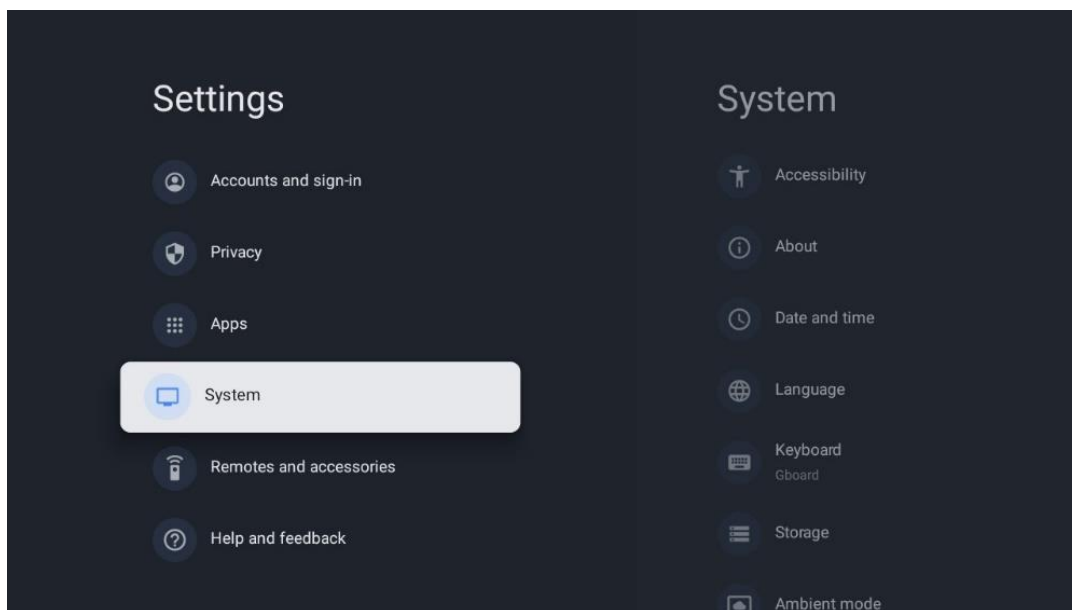 Settings
Accounts and sign-in
Privacy
Apps
System
Remotes and accessories
Help and feedback
System
Accessibility
About
Date and time
Language
Keyboard
Gboard
Storage
Ambient mode